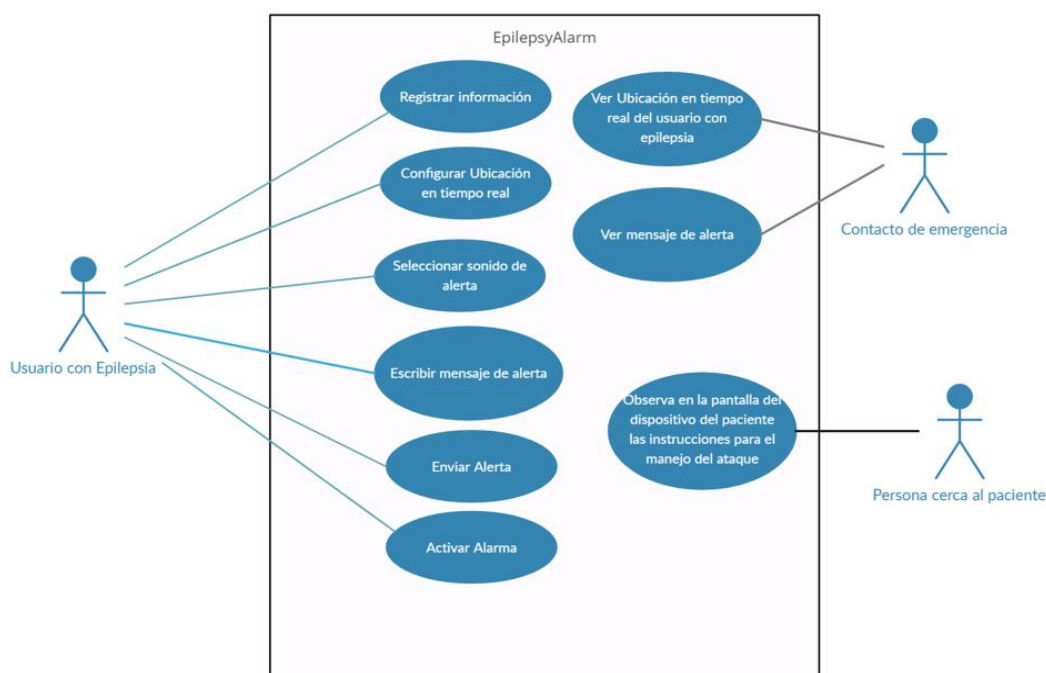 EpilepsyAlarm
Registrar información
Configurar Ubicación
en tiempo real
Seleccionar sonido de
alerta
Escribir mensaje de alerta
Enviar Alerta
Activar Alarma
Usuario con Epilepsia
Ver Ubicación en tiempo
real del usuario con
epilepsia
Ver mensaje de alerta
Contacto de emergencia
Observa en la pantalla del
dispositivo del paciente
las instrucciones para el
manejo del ataque
Persona cerca al paciente